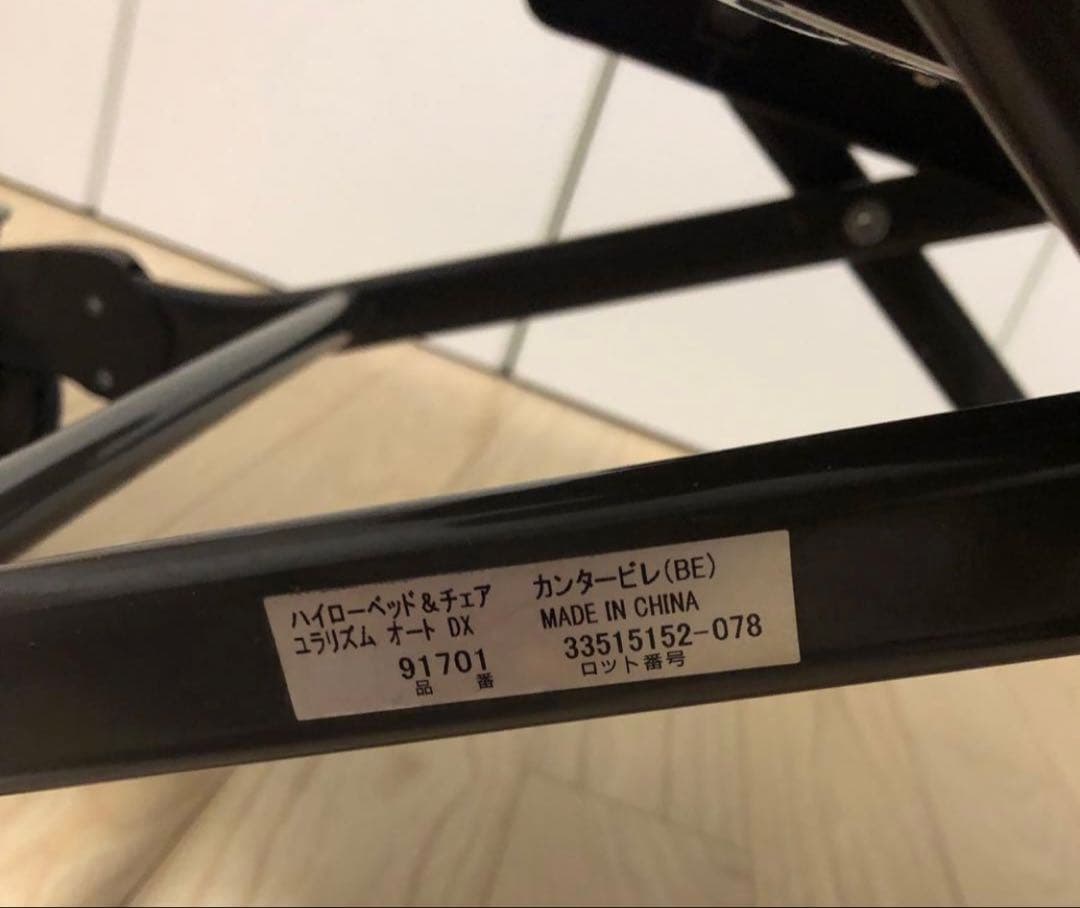 ハイローベッド&チェア
ユラリズム オート DX
91701
品 番
カンタービレ(BE)
MADE IN CHINA
33515152-078
ロット番号